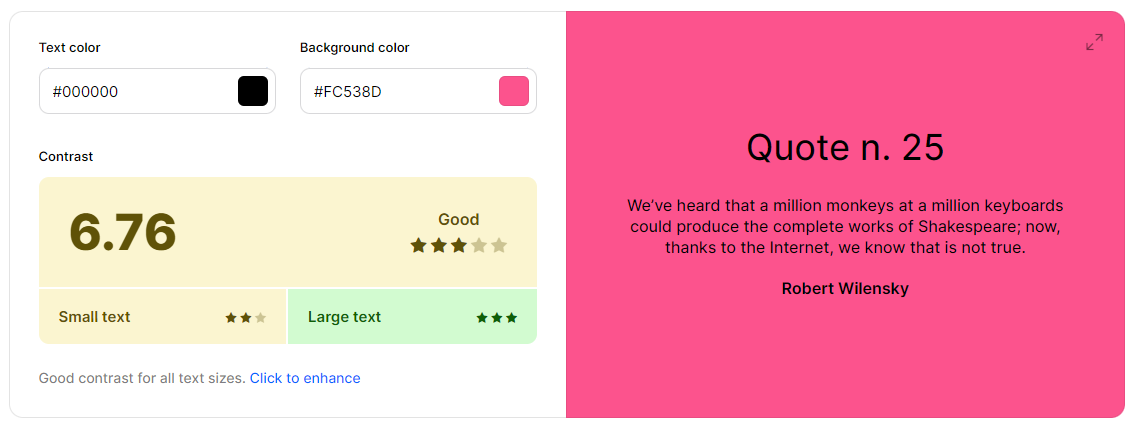 Text color
Background color
#000000
#FC538D
Contrast
6.76
Good
Small text
Large text
Good contrast for all text sizes. Click to enhance
Quote n. 25
We’ve heard that a million monkeys at a million keyboards
could produce the complete works of Shakespeare; now,
thanks to the Internet, we know that is not true.
Robert Wilensky